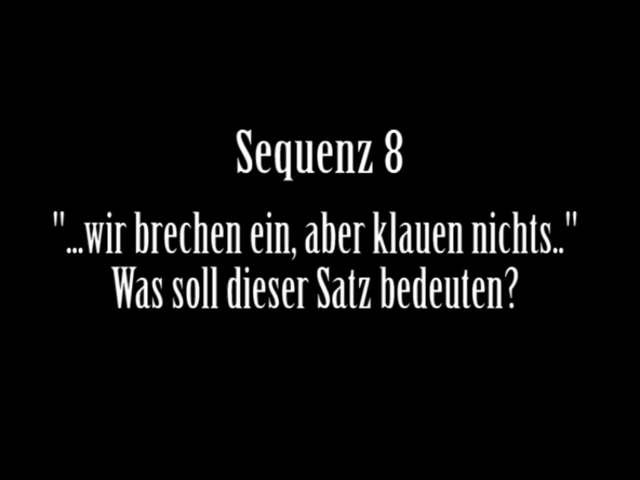 Sequenz 8
"...wir brechen ein, aber klauen nichts.."
Was soll dieser Satz bedeuten?